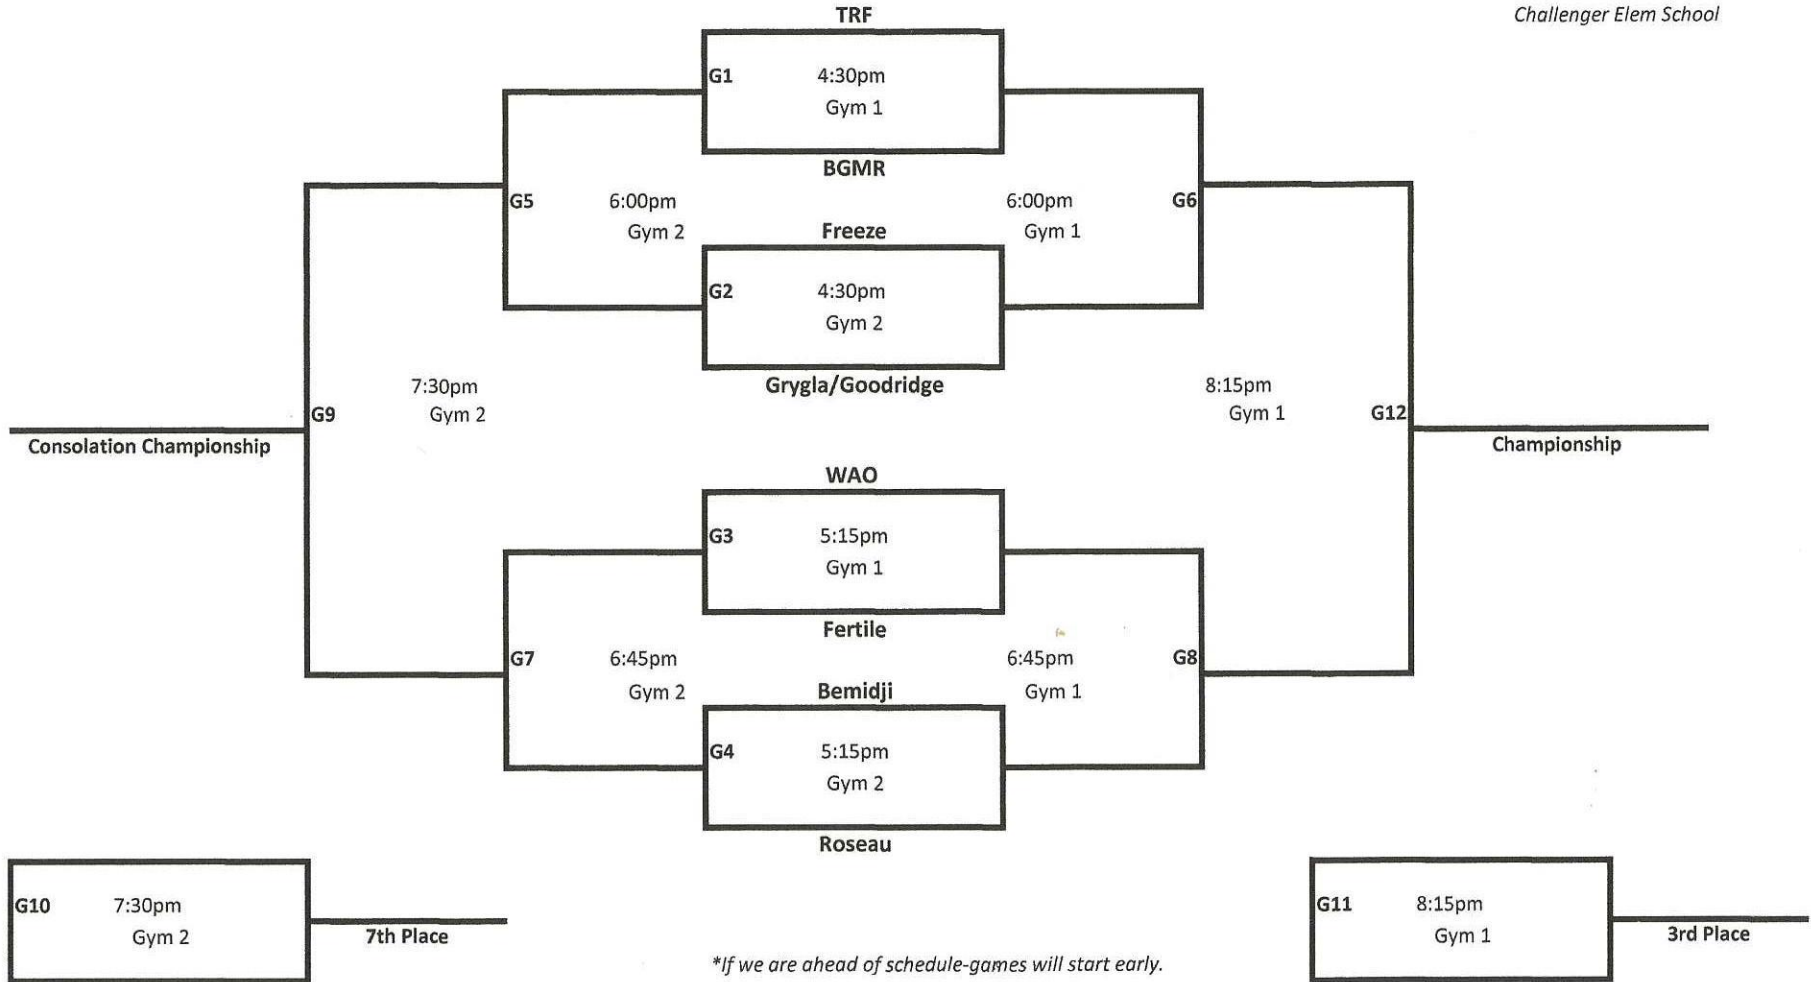 TRF
Challenger Elem School
G1
4:30pm
Gym 1
BGMR
G5
6:00pm
Gym 2
6:00pm
Gym 1
G6
Freeze
G2
4:30pm
Gym 2
Grygla/Goodridge
G9
7:30pm
Gym 2
8:15pm
Gym 1
G12
Consolation Championship
Championship
WAO
G3
5:15pm
Gym 1
Fertile
G7
6:45pm
Gym 2
6:45pm
Gym 1
G8
Bemidji
G4
5:15pm
Gym 2
Roseau
G10
7:30pm
Gym 2
7th Place
G11
8:15pm
Gym 1
3rd Place
*If we are ahead of schedule-games will start early.